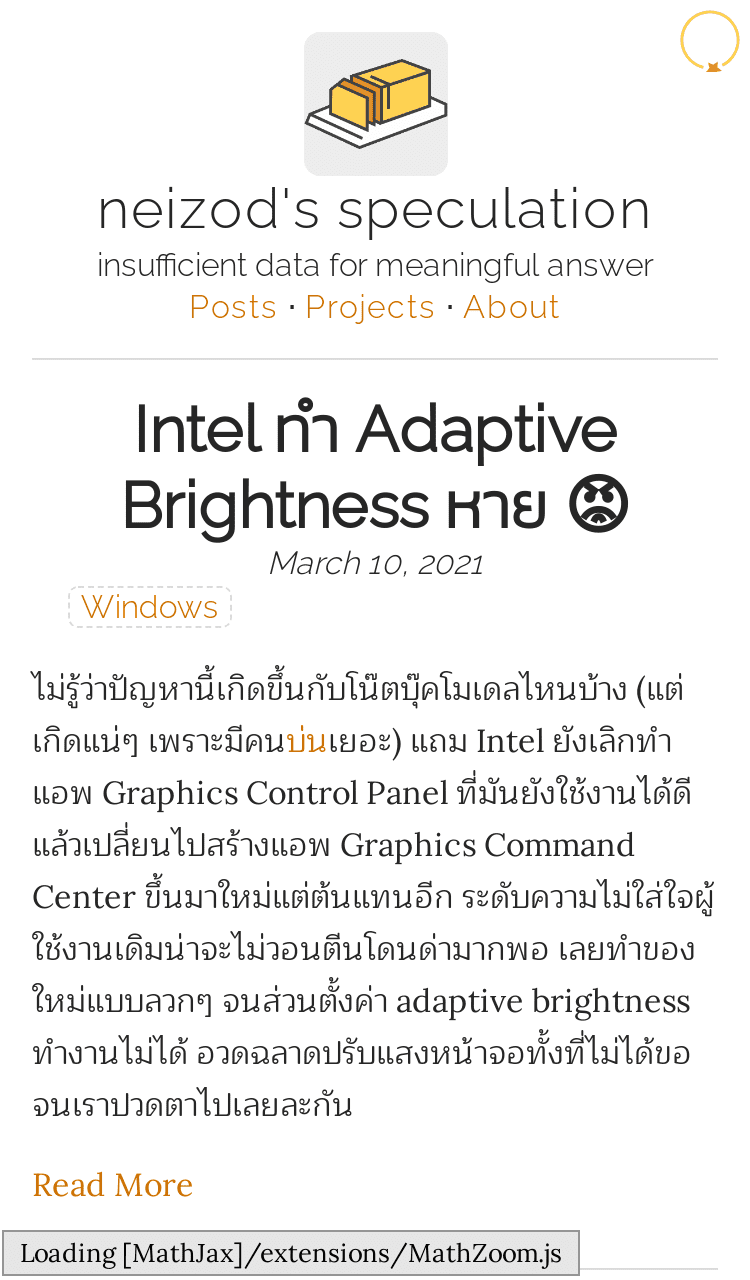 neizod's speculation
insufficient data for meaningful answer
Posts · Projects · About
Intel ทำ Adaptive
Brightness หาย 😡
March 10, 2021
Windows
ไม่รู้ว่าปัญหานี้เกิดขึ้นกับโน๊ตบุ๊คโมเดลไหนบ้าง (แต่
เกิดแน่ๆ เพราะมีคนบ่นเยอะ) แถม Intel ยังเลิกทำ
แอพ Graphics Control Panel ที่มันยังใช้งานได้ดี
แล้วเปลี่ยนไปสร้างแอพ Graphics Command
Center ขึ้นมาใหม่แต่ต้นแทนอีก ระดับความไม่ใส่ใจผู้
ใช้งานเดิมน่าจะไม่วอนตีนโดนด่ามากพอ เลยทำของ
ใหม่แบบลวกๆ จนส่วนตั้งค่า adaptive brightness
ทำงานไม่ได้ อวดฉลาดปรับแสงหน้าจอทั้งที่ไม่ได้ขอ
จนเราปวดตาไปเลยละกัน
Read More
Loading [MathJax]/extensions/MathZoom.js